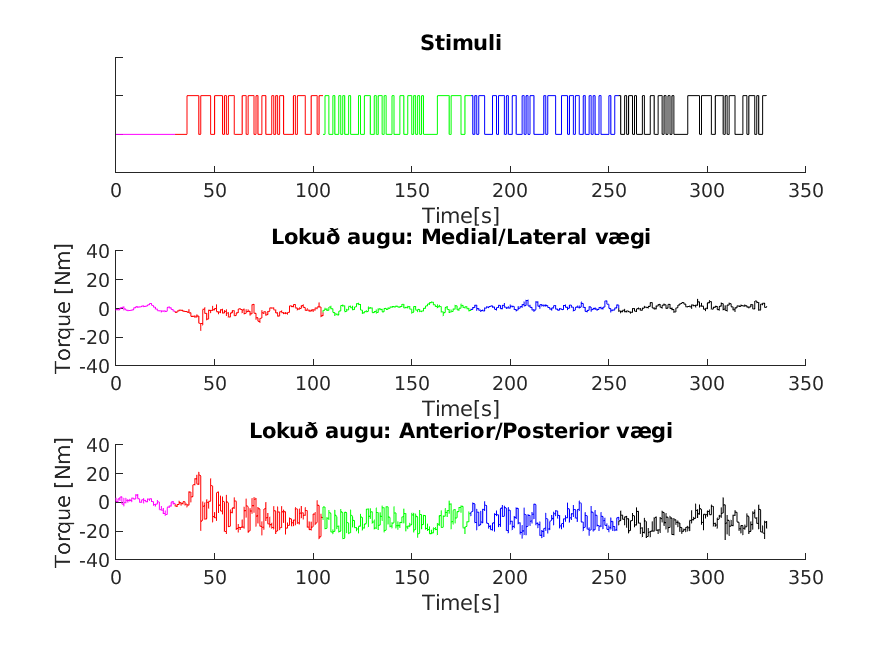 Stimuli
0 50 100 150 200 250 300 350
Time[s]
Lokuð augu: Medial/Lateral vægi
Torque [Nm]
40
20
0
-20
-40
0 50 100 150 200 250 300 350
Time[s]
Lokuð augu: Anterior/Posterior vægi
Torque [Nm]
40
20
0
-20
-40
0 50 100 150 200 250 300 350
Time[s]